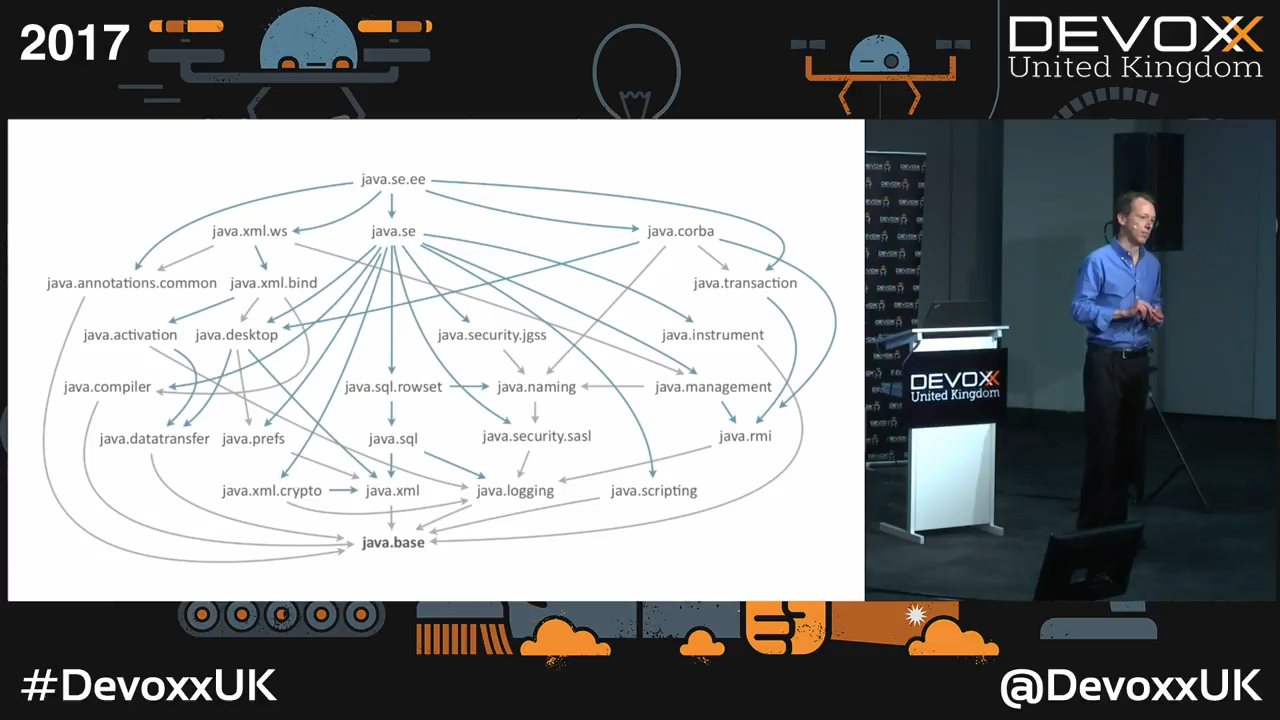 2017
DEVOXX
United Kingdom
java.se.ee
java.xml.ws
java.se
java.corba
java.annotations.common
java.xml.bind
java.transaction
java.activation
java.desktop
java.security.jgss
java.instrument
java.compiler
java.sql.rowset
java.naming
java.management
java.datatransfer
java.prefs
java.sql
java.security.sasl
java.rmi
java.xml.crypto
java.xml
java.logging
java.scripting
java.base
DEVOXX
DEVOXX
United Kingdom
#DevoxxUK
@DevoxxUK